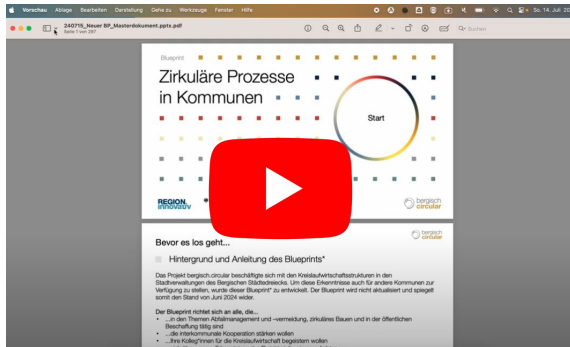 Vorschau Ablage Bearbeiten Darstellung Gehe zu Werkzeuge Fenster Hilfe
So. 14. Juli
240715_Neuer BP_Masterdokument.pptx.pdf
Seite 1 von 297
Suchen
Blueprint
Zirkuläre Prozesse
in Kommunen
Start
REGION.
innovativ
bergisch
circular
bergisch
circular
Bevor es los geht...
Hintergrund und Anleitung des Blueprints*
Das Projekt bergisch.circular beschäftigte sich mit den Kreislaufwirtschaftsstrukturen in den
Stadtverwaltungen des Bergischen Städtedreiecks. Um diese Erkenntnisse auch für andere Kommunen zur
Verfügung zu stellen, wurde dieser Blueprint* zu entwickelt. Der Blueprint wird nicht aktualisiert und spiegelt
somit den Stand von Juni 2024 wider.
Der Blueprint richtet sich an alle, die...
• ...in den Themen Abfallmanagement und –vermeidung, zirkuläres Bauen und in der öffentlichen
Beschaffung tätig sind
• ...die interkommunale Kooperation stärken wollen
• ...ihre Kolleg*innen für die Kreislaufwirtschaft begeistern wollen